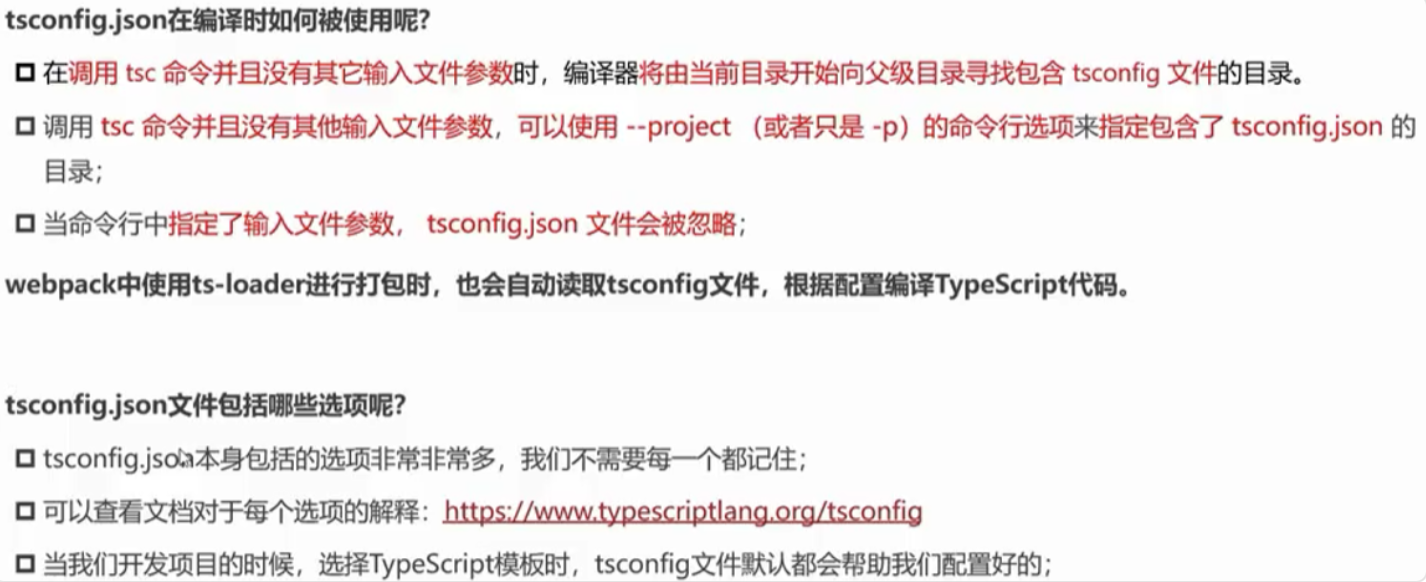 tsconfig.json在编译时如何被使用呢?
在调用 tsc 命令并且没有其它输入文件参数时，编译器将由当前目录开始向父级目录寻找包含 tsconfig 文件的目录。
调用 tsc 命令并且没有其他输入文件参数，可以使用 --project （或者只是 -p）的命令行选项来指定包含了 tsconfig.json 的
目录；
当命令行中指定了输入文件参数， tsconfig.json 文件会被忽略；
webpack中使用ts-loader进行打包时，也会自动读取tsconfig文件，根据配置编译TypeScript代码。
tsconfig.json文件包括哪些选项呢?
tsconfig.json本身包括的选项非常非常多，我们不需要每一个都记住；
可以查看文档对于每个选项的解释：https://www.typescriptlang.org/tsconfig
当我们开发项目的时候，选择TypeScript模板时，tsconfig文件默认都会帮助我们配置好的；